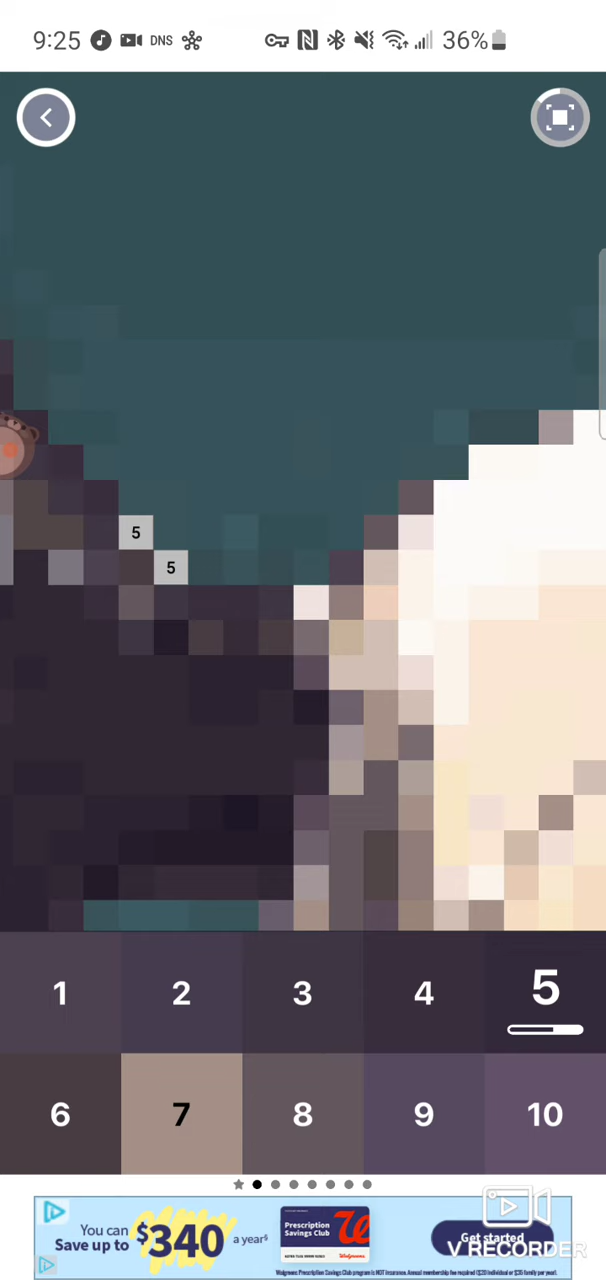 9:25 DNS 36%
5
5
1 2 3 4 5
6 7 8 9 10
You can
Save up to $340 a year§
Prescription
Savings Club
Walgreens
Get started
V RECORDER